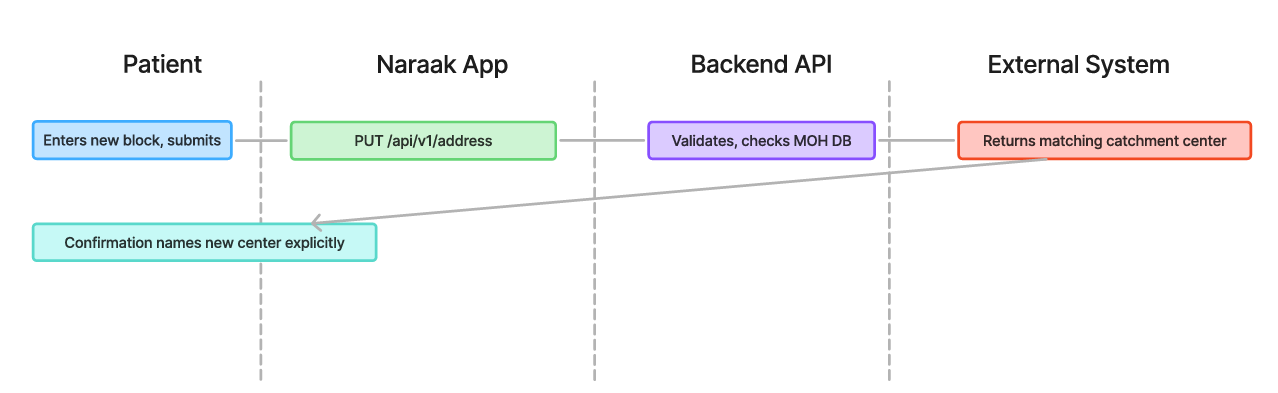 Patient
Naraak App
Backend API
External System
Enters new block, submits
PUT /api/v1/address
Validates, checks MOH DB
Returns matching catchment center
Confirmation names new center explicitly